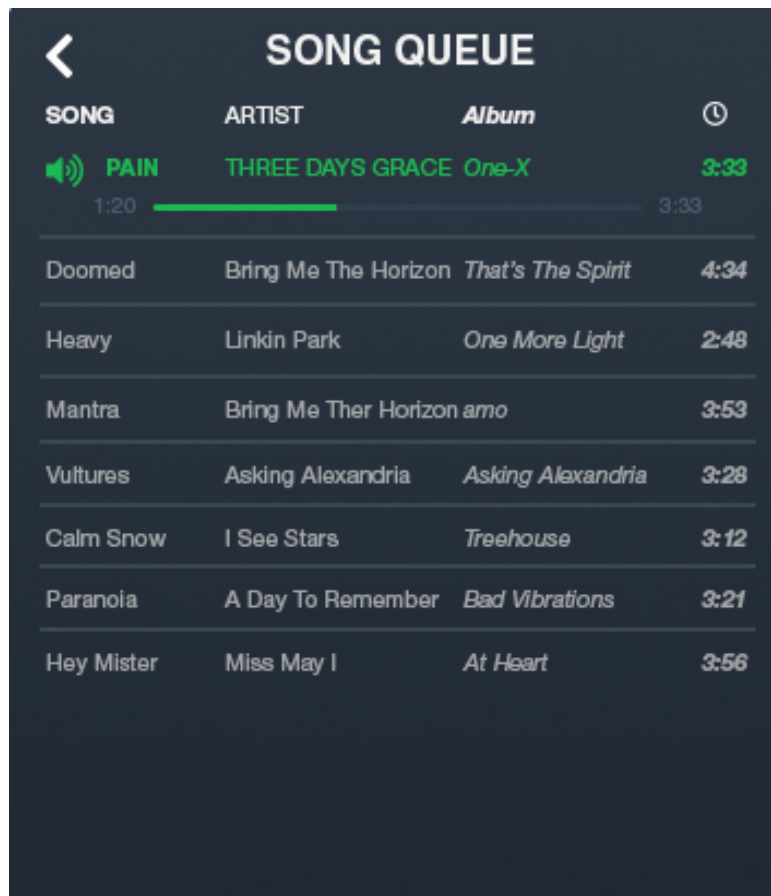 SONG QUEUE
SONG ARTIST Album
PAIN THREE DAYS GRACE One-X 3:33
1:20 3:33
Doomed Bring Me The Horizon That's The Spirit 4:34
Heavy Linkin Park One More Light 2:48
Mantra Bring Me Ther Horizon amo 3:53
Vultures Asking Alexandria Asking Alexandria 3:28
Calm Snow I See Stars Treehouse 3:12
Paranoia A Day To Remember Bad Vibrations 3:21
Hey Mister Miss May I At Heart 3:56